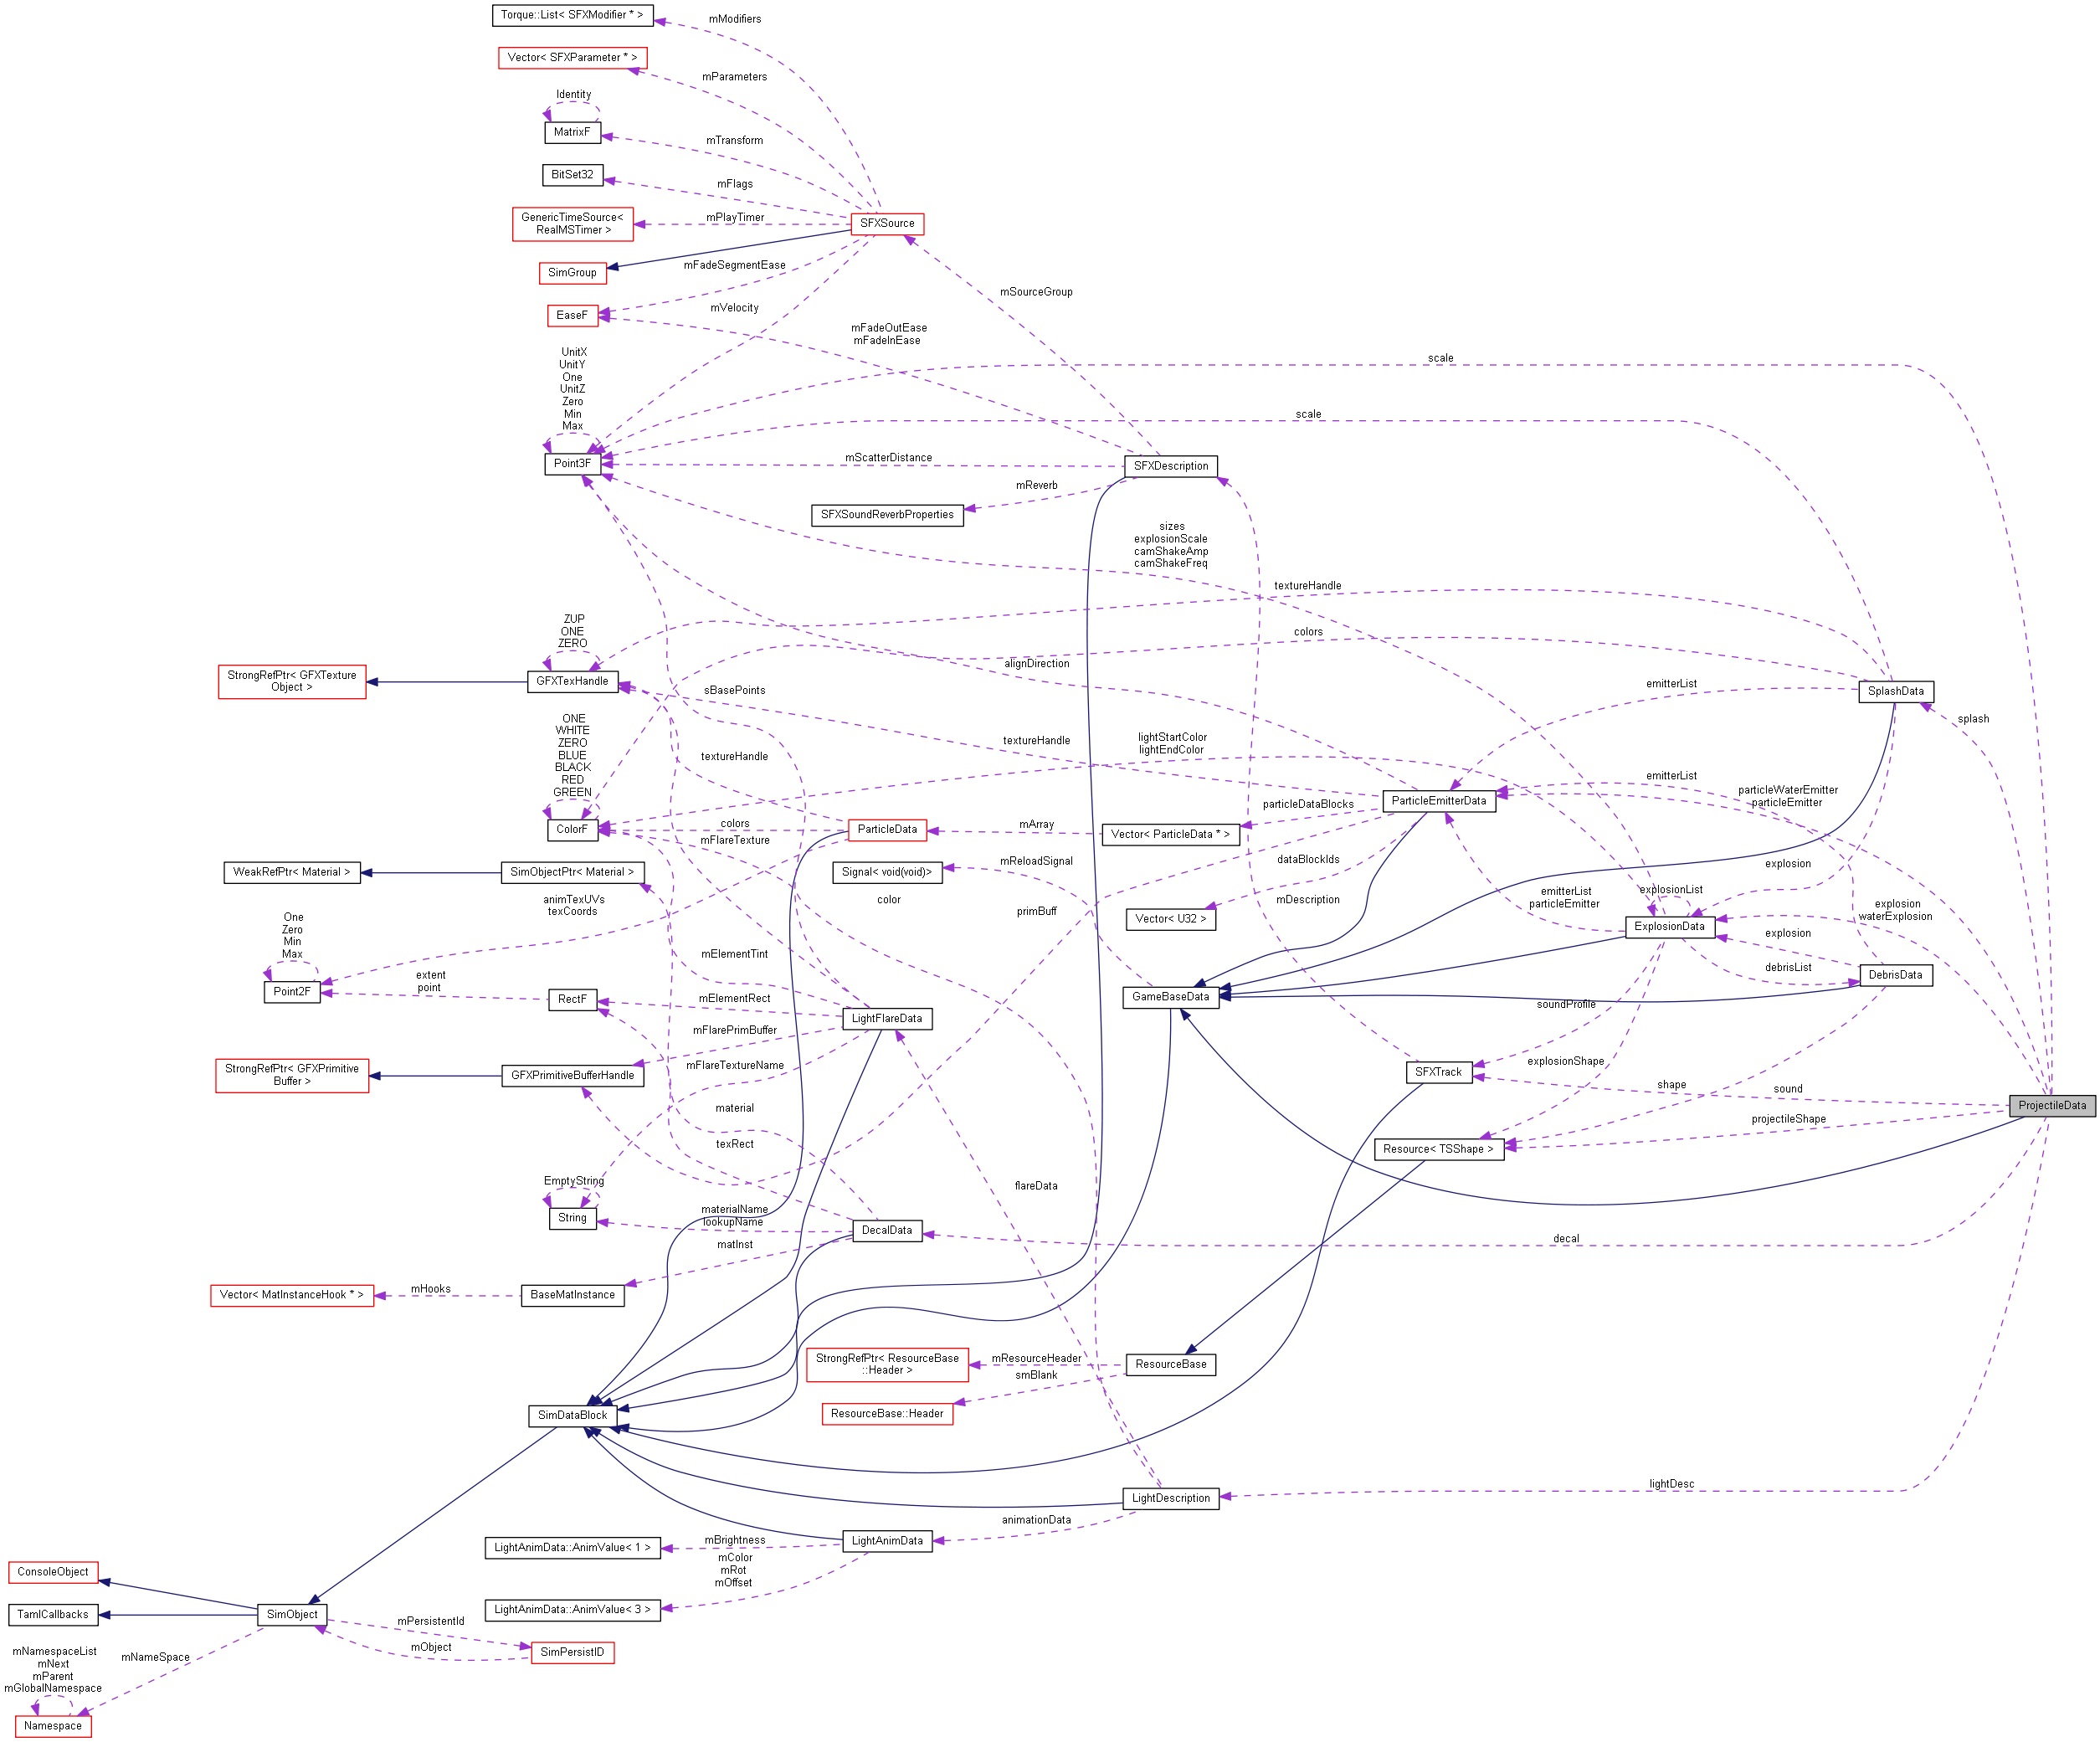 Torque::List< SFXModifier * >
mModifiers
Vector< SFXParameter * >
mParameters
Identity
MatrixF
mTransform
BitSet32
mFlags
GenericTimeSource<
RealMSTimer >
mPlayTimer
SFXSource
SimGroup
mFadeSegmentEase
mSourceGroup
EaseF
mVelocity
mFadeOutEase
mFadeInEase
UnitX
UnitY
One
UnitZ
Zero
Min
Max
scale
scale
Point3F
mScatterDistance
SFXDescription
mReverb
SFXSoundReverbProperties
sizes
explosionScale
camShakeAmp
camShakeFreq
textureHandle
ZUP
ONE
ZERO
colors
StrongRefPtr< GFXTexture
Object >
GFXTexHandle
sBasePoints
alignDirection
emitterList
SplashData
splash
ONE
WHITE
ZERO
BLUE
BLACK
RED
GREEN
textureHandle
textureHandle
lightStartColor
lightEndColor
emitterList
particleWaterEmitter
particleEmitter
ParticleEmitterData
particleDataBlocks
ColorF
colors
mFlareTexture
ParticleData
mArray
Vector< ParticleData * >
WeakRefPtr< Material >
SimObjectPtr< Material >
Signal< void(void)>
mReloadSignal
dataBlockIds
explosion
animTexUVs
texCoords
color
primBuff
mDescription
emitterList
particleEmitter
explosionList
explosion
waterExplosion
One
Zero
Min
Max
Vector< U32 >
ExplosionData
explosion
mElementTint
debrisList
DebrisData
extent
point
Point2F
RectF
mElementRect
GameBaseData
soundProfile
LightFlareData
mFlarePrimBuffer
StrongRefPtr< GFXPrimitive
Buffer >
GFXPrimitiveBufferHandle
mFlareTextureName
explosionShape
SFXTrack
shape
sound
ProjectileData
material
projectileShape
texRect
Resource< TSShape >
EmptyString
String
flareData
materialName
lookupName
DecalData
decal
matInst
Vector< MatInstanceHook * >
mHooks
BaseMatInstance
StrongRefPtr< ResourceBase
::Header >
mResourceHeader
smBlank
ResourceBase
ResourceBase::Header
SimDataBlock
lightDesc
LightDescription
animationData
LightAnimData::AnimValue< 1 >
mBrightness
LightAnimData
mColor
mRot
mOffset
ConsoleObject
TamlCallbacks
SimObject
LightAnimData::AnimValue< 3 >
mPersistentId
mObject
SimPersistID
mNameSpace
mNamespaceList
mNext
mParent
mGlobalNamespace
Namespace